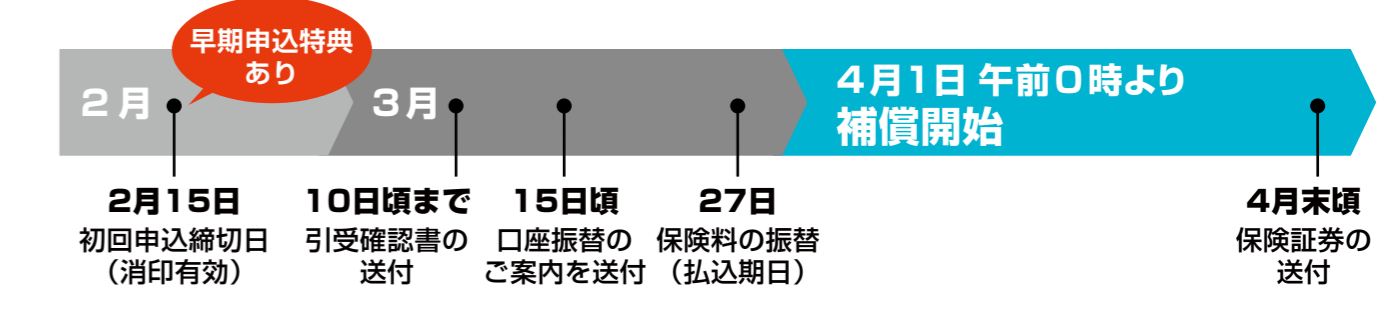 早期申込特典
あり
2月
3月
4月1日 午前0時より
補償開始
2月15日
初回申込締切日
（消印有効）
10日頃まで
引受確認書の
送付
15日頃
口座振替の
ご案内を送付
27日
保険料の振替
（払込期日）
4月末頃
保険証券の
送付